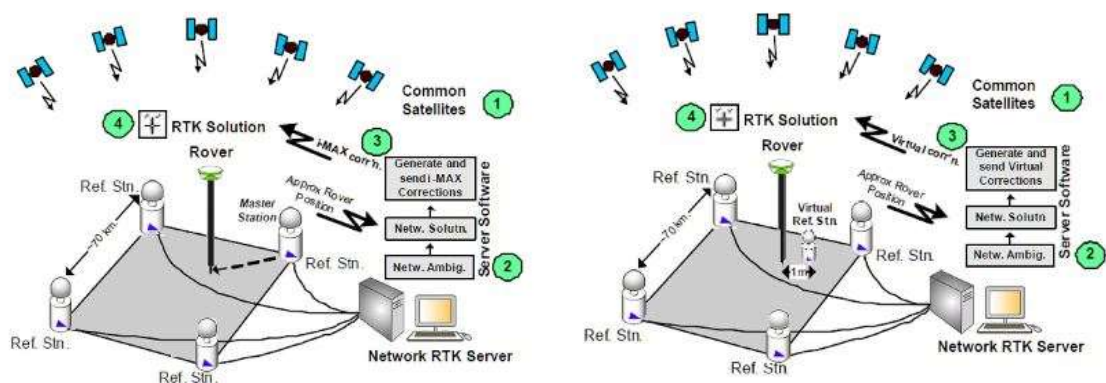 Common
Satellites
1
4
RTK Solution
3
i-MAX corr'n.
Rover
Generate and
send i-MAX
Corrections
Ref. Stn.
~70 km.
Master
Station
Approx Rover
Position
Netw. Solutn.
Server Software
Ref. Stn.
Netw. Ambig.
2
Ref. Stn.
Ref. Stn.
Network RTK Server
Common
Satellites
1
4
RTK Solution
3
Virtual corr'n.
Rover
Generate and
send Virtual
Corrections
Ref. Stn.
~70 km.
Approx Rover
Position
Virtual
Ref. Stn.
Netw. Solutn.
Server Software
1m
Ref. Stn.
Netw. Ambig.
2
Ref. Stn.
Ref. Stn.
Network RTK Server